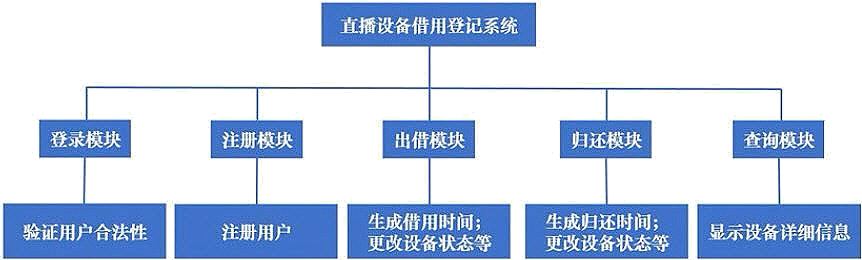 直播设备借用登记系统
登录模块
注册模块
出借模块
归还模块
查询模块
验证用户合法性
注册用户
生成借用时间；
更改设备状态等
生成归还时间；
更改设备状态等
显示设备详细信息